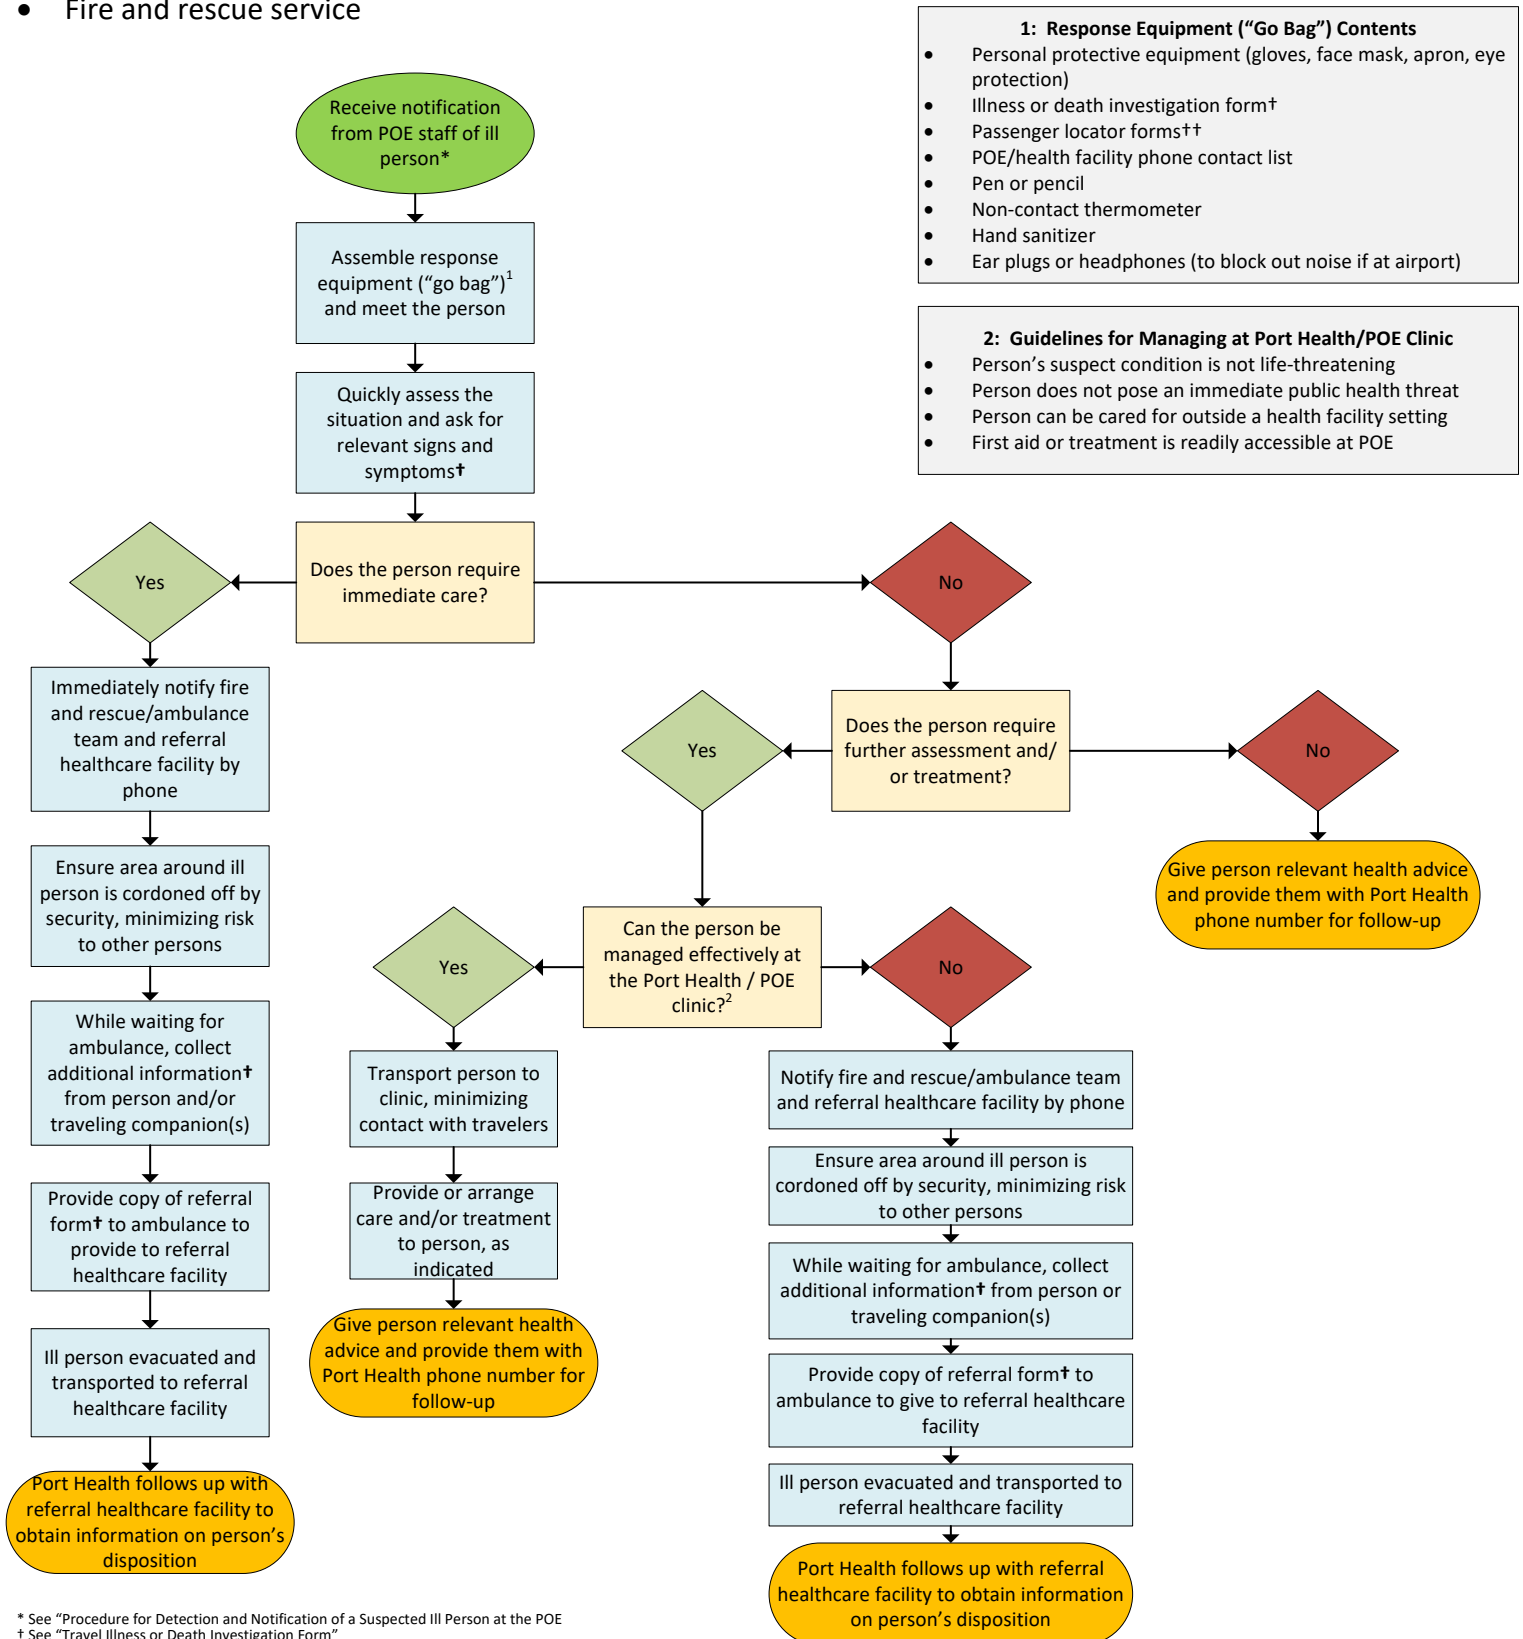 • Fire and rescue service
1: Response Equipment (“Go Bag”) Contents
• Personal protective equipment (gloves, face mask, apron, eye
protection)
• Illness or death investigation form†
• Passenger locator forms††
• POE/health facility phone contact list
• Pen or pencil
• Non-contact thermometer
• Hand sanitizer
• Ear plugs or headphones (to block out noise if at airport)
2: Guidelines for Managing at Port Health/POE Clinic
• Person’s suspect condition is not life-threatening
• Person does not pose an immediate public health threat
• Person can be cared for outside a health facility setting
• First aid or treatment is readily accessible at POE
Receive notification
from POE staff of ill
person*
Assemble response
equipment (“go bag”)1
and meet the person
Quickly assess the
situation and ask for
relevant signs and
symptoms†
Does the person require
immediate care?
Yes
No
Immediately notify fire
and rescue/ambulance
team and referral
healthcare facility by
phone
Ensure area around ill
person is cordoned off by
security, minimizing risk
to other persons
While waiting for
ambulance, collect
additional information†
from person and/or
traveling companion(s)
Provide copy of referral
form† to ambulance to
provide to referral
healthcare facility
Ill person evacuated and
transported to referral
healthcare facility
Port Health follows up with
referral healthcare facility to
obtain information on person’s
disposition
Does the person require
further assessment and/
or treatment?
Yes
No
Give person relevant health advice
and provide them with Port Health
phone number for follow-up
Can the person be
managed effectively at
the Port Health / POE
clinic?2
Yes
No
Transport person to
clinic, minimizing
contact with travelers
Provide or arrange
care and/or treatment
to person, as
indicated
Give person relevant health
advice and provide them with
Port Health phone number for
follow-up
Notify fire and rescue/ambulance team
and referral healthcare facility by phone
Ensure area around ill person is
cordoned off by security, minimizing risk
to other persons
While waiting for ambulance, collect
additional information† from person or
traveling companion(s)
Provide copy of referral form† to
ambulance to give to referral healthcare
facility
Ill person evacuated and transported to
referral healthcare facility
Port Health follows up with referral
healthcare facility to obtain information
on person’s disposition
* See “Procedure for Detection and Notification of a Suspected Ill Person at the POE
† See “Travel Illness or Death Investigation Form”